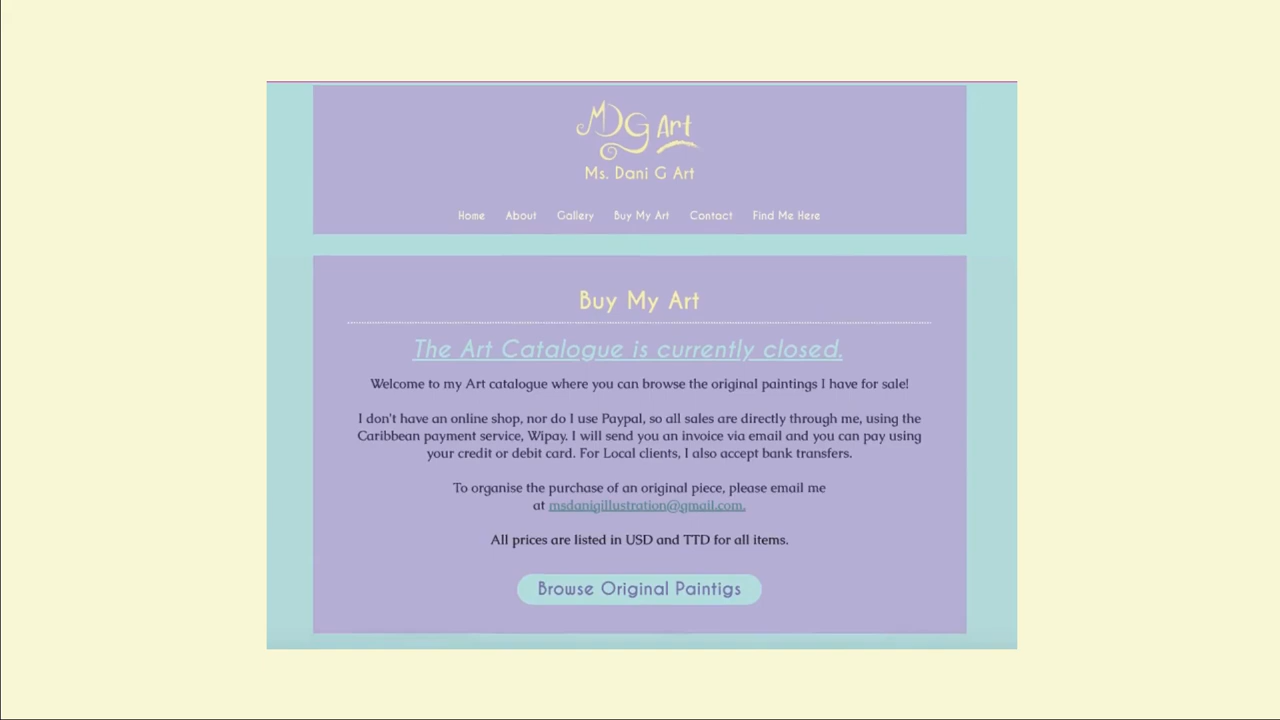 MDG Art
Ms. Dani G Art
Home About Gallery Buy My Art Contact Find Me Here
Buy My Art
The Art Catalogue is currently closed.
Welcome to my Art catalogue where you can browse the original paintings I have for sale!
I don't have an online shop, nor do I use Paypal, so all sales are directly through me, using the
Caribbean payment service, Wipay. I will send you an invoice via email and you can pay using
your credit or debit card. For Local clients, I also accept bank transfers.
To organise the purchase of an original piece, please email me
at msdanigillustration@gmail.com.
All prices are listed in USD and TTD for all items.
Browse Original Paintigs